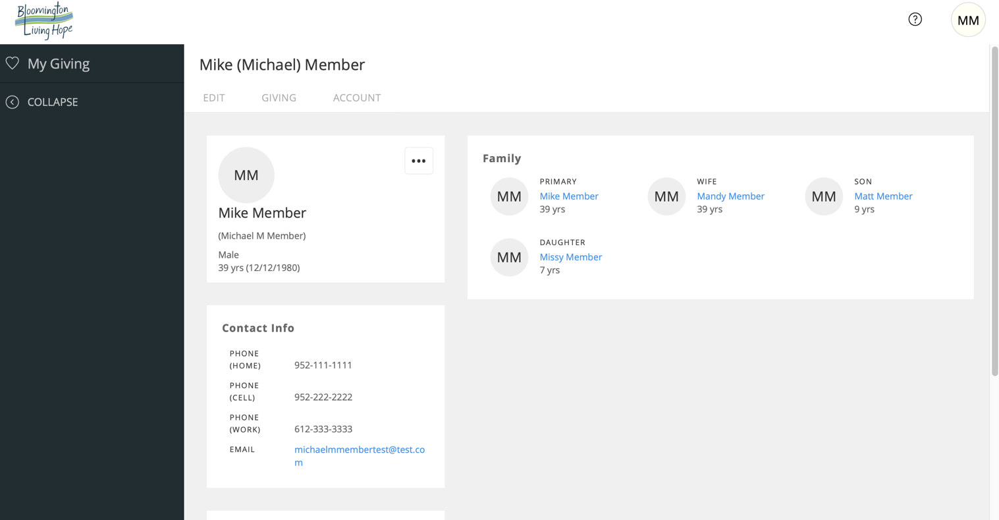 Bloomington
Living Hope
MM
My Giving
COLLAPSE
Mike (Michael) Member
EDIT GIVING ACCOUNT
MM
Mike Member
(Michael M Member)
Male
39 yrs (12/12/1980)
Family
MM
PRIMARY
Mike Member
39 yrs
MM
WIFE
Mandy Member
39 yrs
MM
SON
Matt Member
9 yrs
MM
DAUGHTER
Missy Member
7 yrs
Contact Info
PHONE
(HOME) 952-111-1111
PHONE
(CELL) 952-222-2222
PHONE
(WORK) 612-333-3333
EMAIL michaelmmembertest@test.co
m